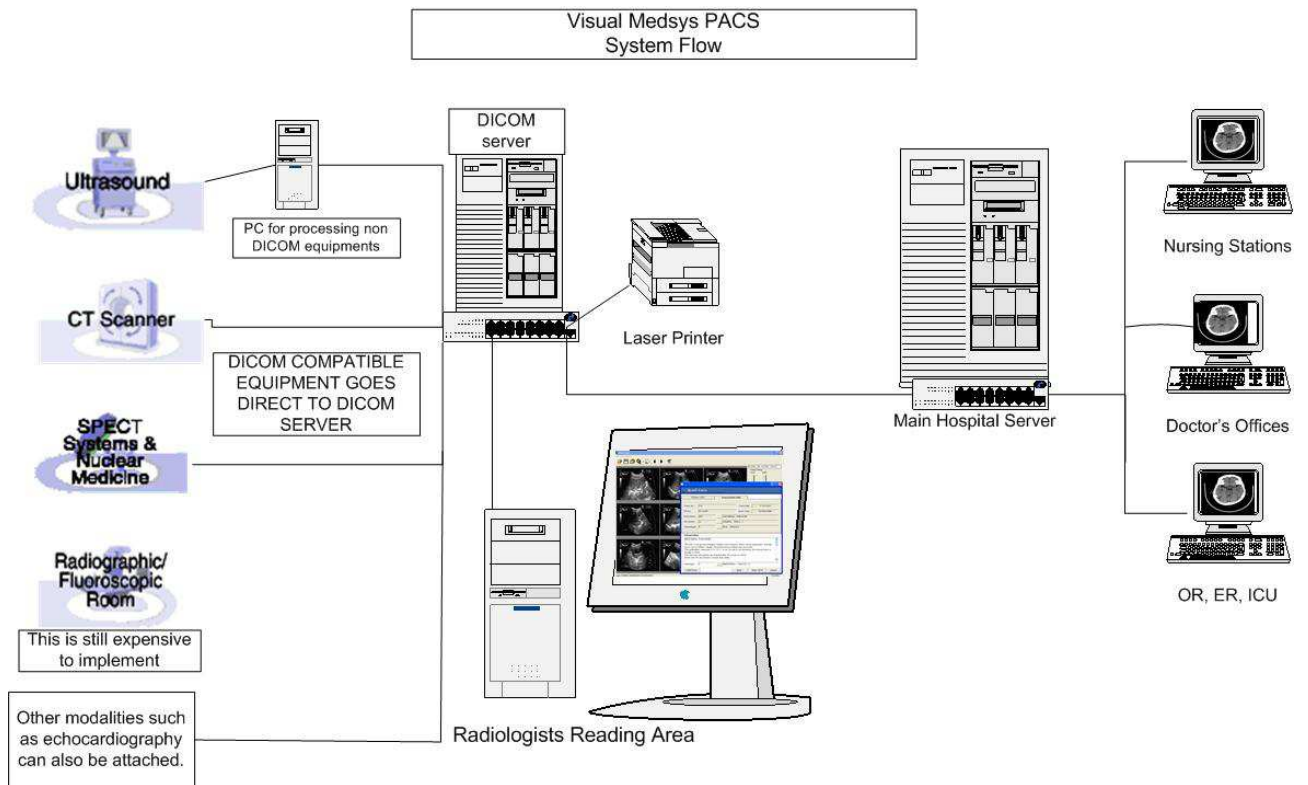 Visual Medsys PACS
System Flow
DICOM
server
Ultrasound
PC for processing non
DICOM equipments
Nursing Stations
CT Scanner
Laser Printer
DICOM COMPATIBLE
EQUIPMENT GOES
DIRECT TO DICOM
SERVER
Main Hospital Server
Doctor's Offices
SPECT
Systems &
Nuclear
Medicine
Radiographic/
Fluoroscopic
Room
This is still expensive
to implement
OR, ER, ICU
Other modalities such
as echocardiography
can also be attached.
Radiologists Reading Area